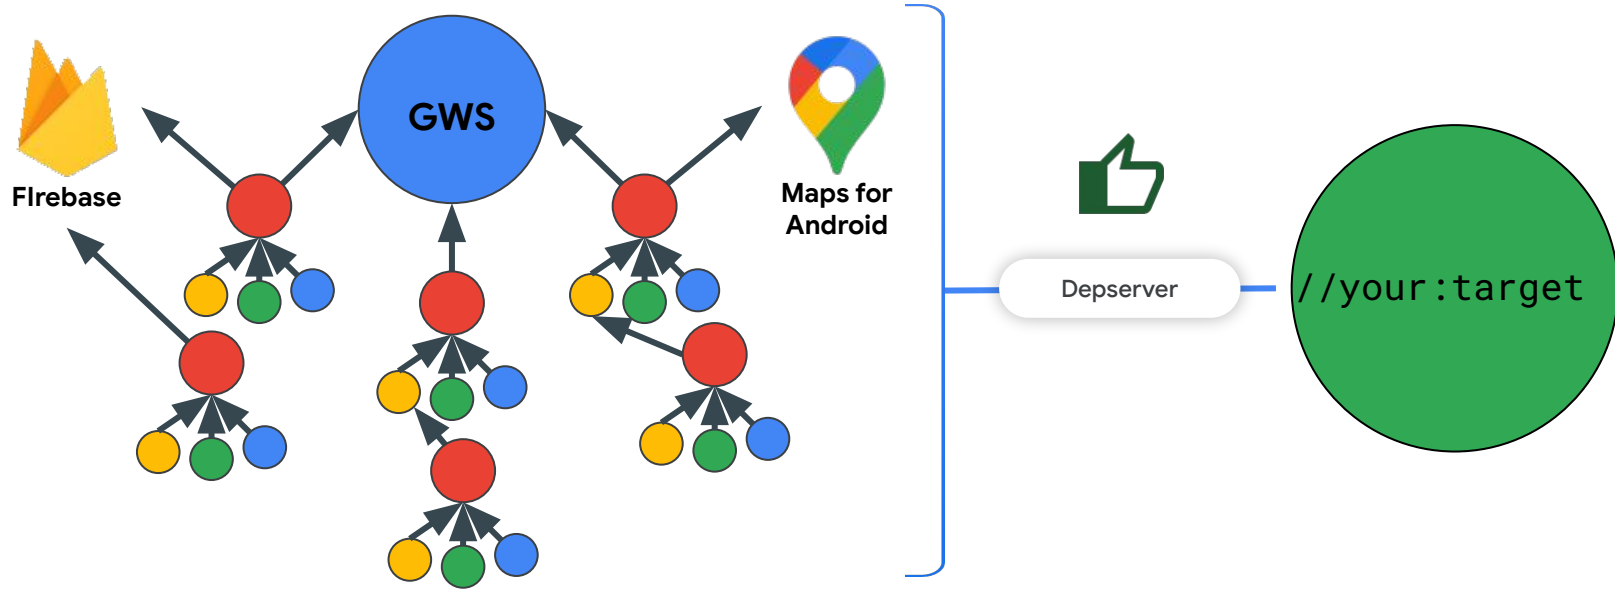 GWS
FIrebase
Maps for
Android
Depserver
//your:target